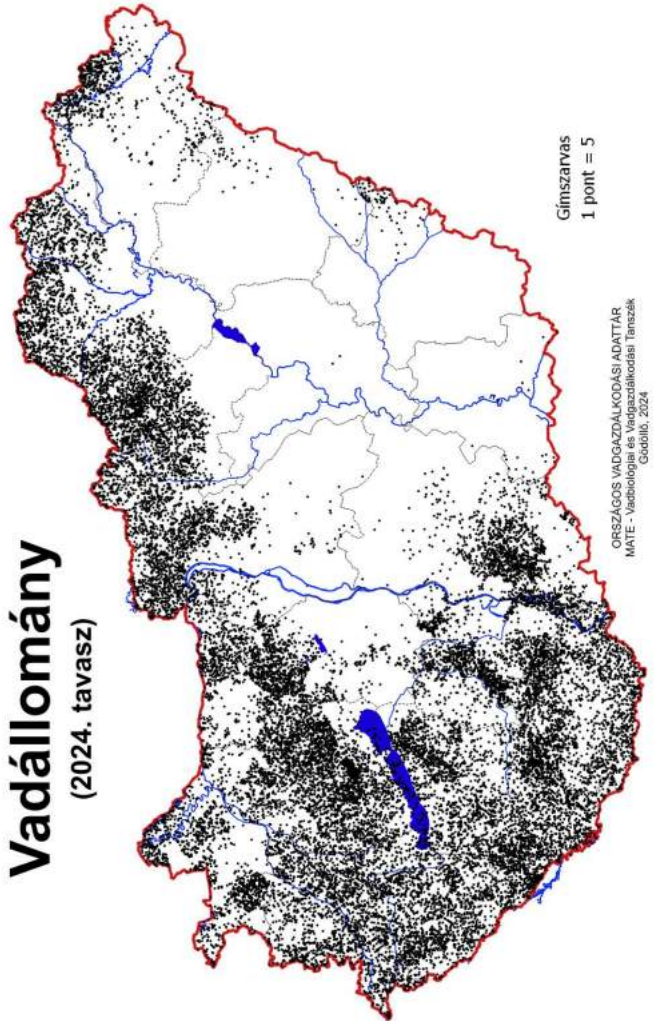 Vadállomány
(2024. tavasz)
Gímszarvas
1 pont = 5
ORSZÁGOS VADGAZDÁLKODÁSI ADATTÁR
MATE - Vadbiológiai és Vadgazdálkodási Tanszék
Gödöllő, 2024